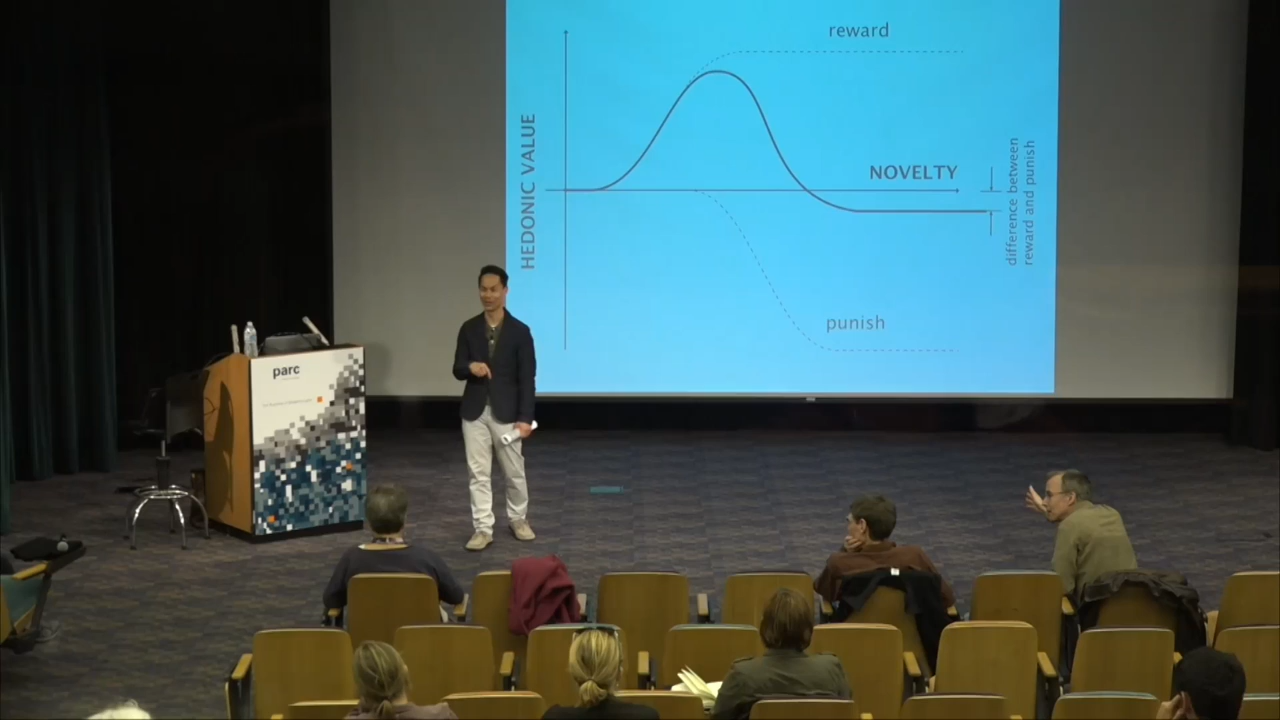 reward
HEDONIC VALUE
NOVELTY
difference between
reward and punish
punish
parc